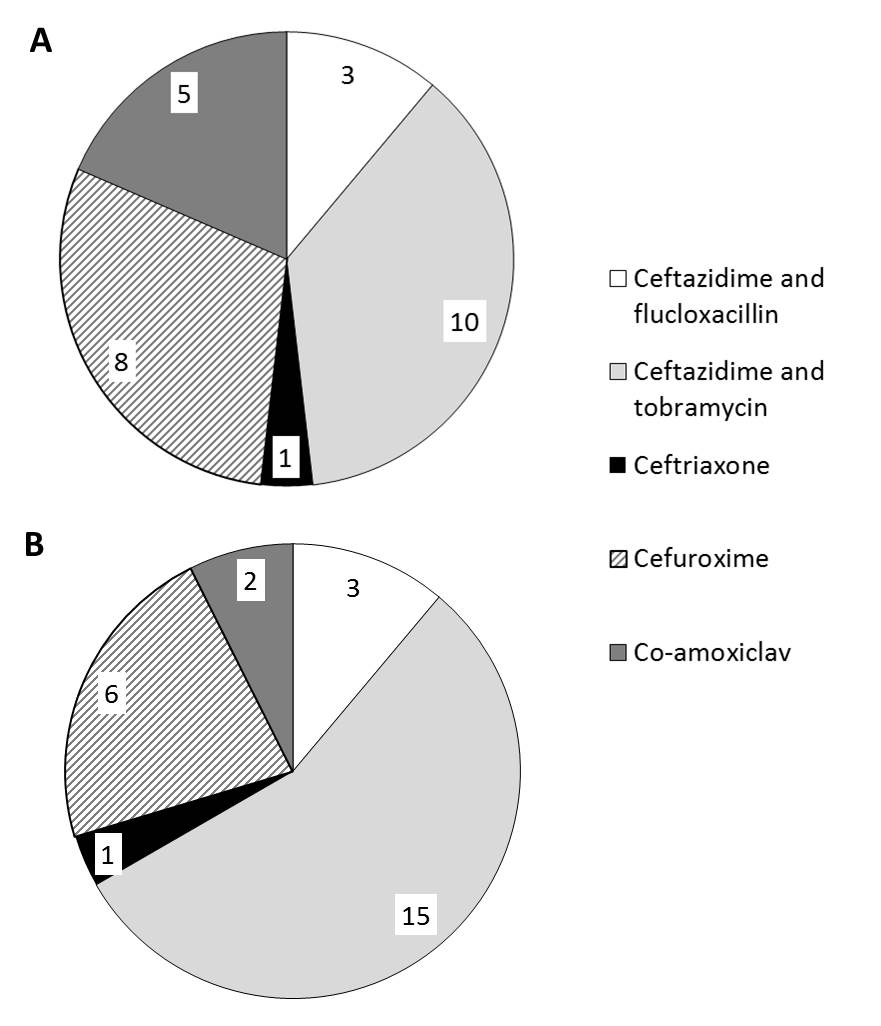 A
3
5
10
8
1
Ceftazidime and
flucloxacillin
Ceftazidime and
tobramycin
Ceftriaxone
Cefuroxime
Co-amoxiclav
B
2
3
6
1
15